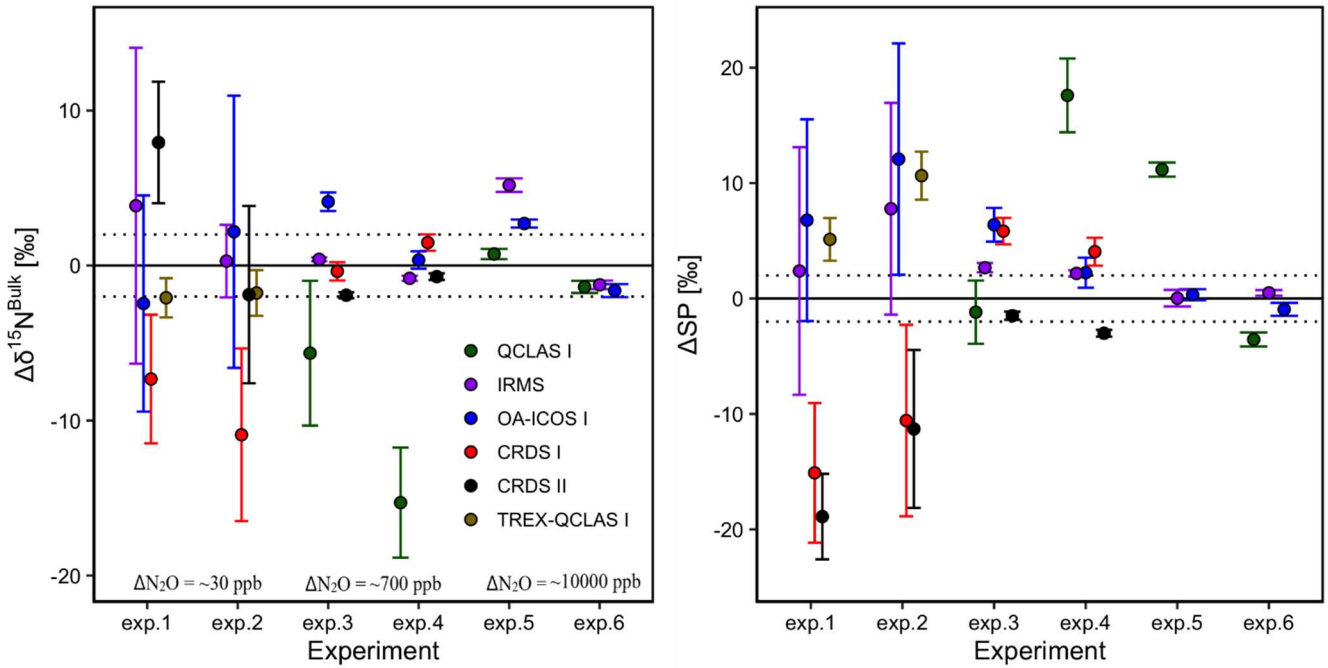 Δδ¹⁵Nᴮᵘˡᵏ [‰]
10
0
-10
-20
QCLAS I
IRMS
OA-ICOS I
CRDS I
CRDS II
TREX-QCLAS I
ΔN₂O = ~30 ppb
ΔN₂O = ~700 ppb
ΔN₂O = ~10000 ppb
exp.1 exp.2 exp.3 exp.4 exp.5 exp.6
Experiment
ΔSP [‰]
20
10
0
-10
-20
exp.1 exp.2 exp.3 exp.4 exp.5 exp.6
Experiment